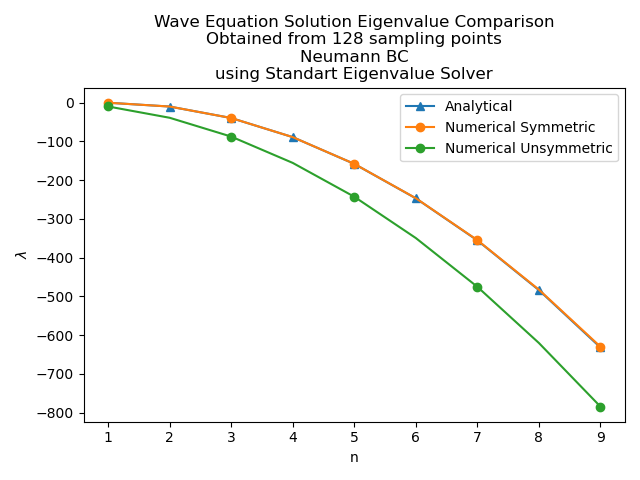 Wave Equation Solution Eigenvalue Comparison
Obtained from 128 sampling points
Neumann BC
using Standart Eigenvalue Solver
Analytical
Numerical Symmetric
Numerical Unsymmetric
0
−100
−200
−300
−400
−500
−600
−700
−800
λ
1 2 3 4 5 6 7 8 9
n